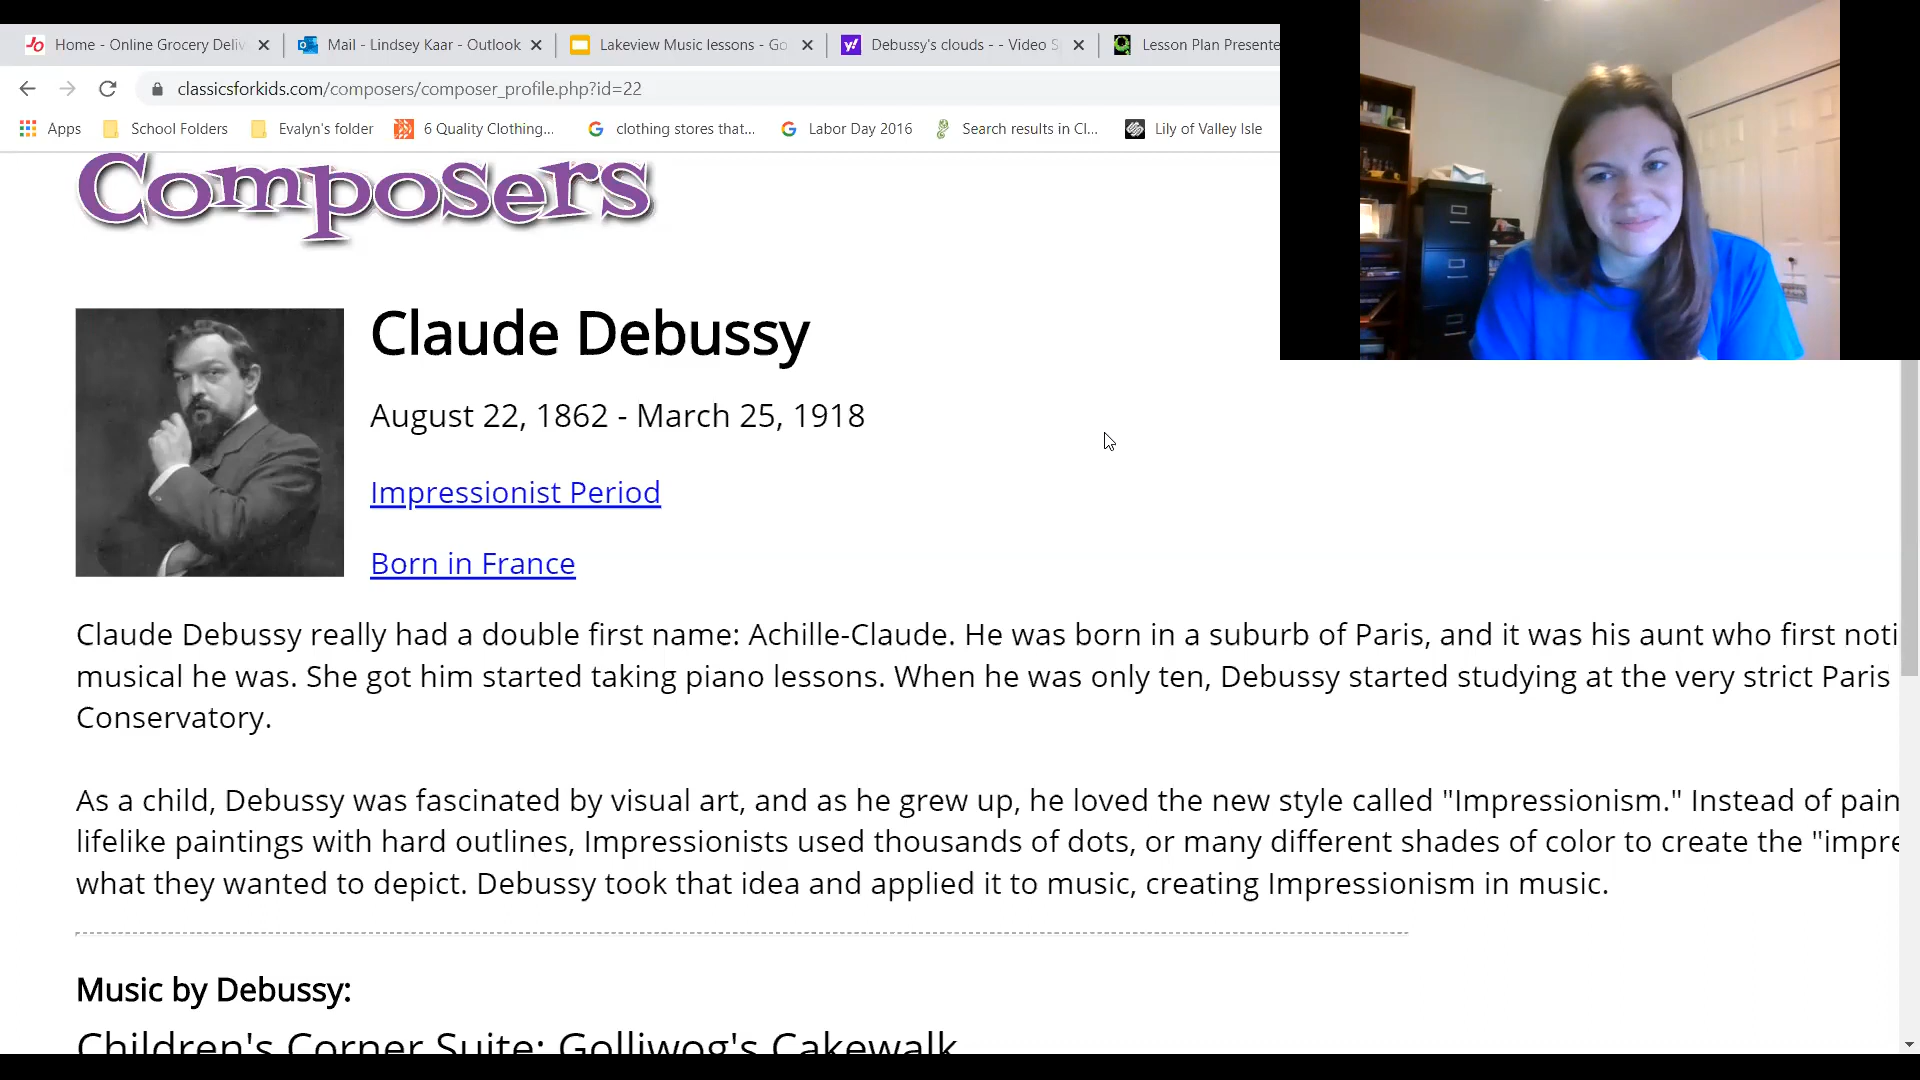 Home - Online Grocery Deliv
Mail - Lindsey Kaar - Outlook
Lakeview Music lessons - Go
Debussy's clouds - - Video S
Lesson Plan Presente
classicsforkids.com/composers/composer_profile.php?id=22
Apps
School Folders
Evalyn's folder
6 Quality Clothing...
clothing stores that...
Labor Day 2016
Search results in Cl...
Lily of Valley Isle
Composers
Claude Debussy
August 22, 1862 - March 25, 1918
Impressionist Period
Born in France
Claude Debussy really had a double first name: Achille-Claude. He was born in a suburb of Paris, and it was his aunt who first noti
musical he was. She got him started taking piano lessons. When he was only ten, Debussy started studying at the very strict Paris
Conservatory.
As a child, Debussy was fascinated by visual art, and as he grew up, he loved the new style called "Impressionism." Instead of pain
lifelike paintings with hard outlines, Impressionists used thousands of dots, or many different shades of color to create the "impre
what they wanted to depict. Debussy took that idea and applied it to music, creating Impressionism in music.
Music by Debussy:
Children's Corner Suite: Golliwog's Cakewalk